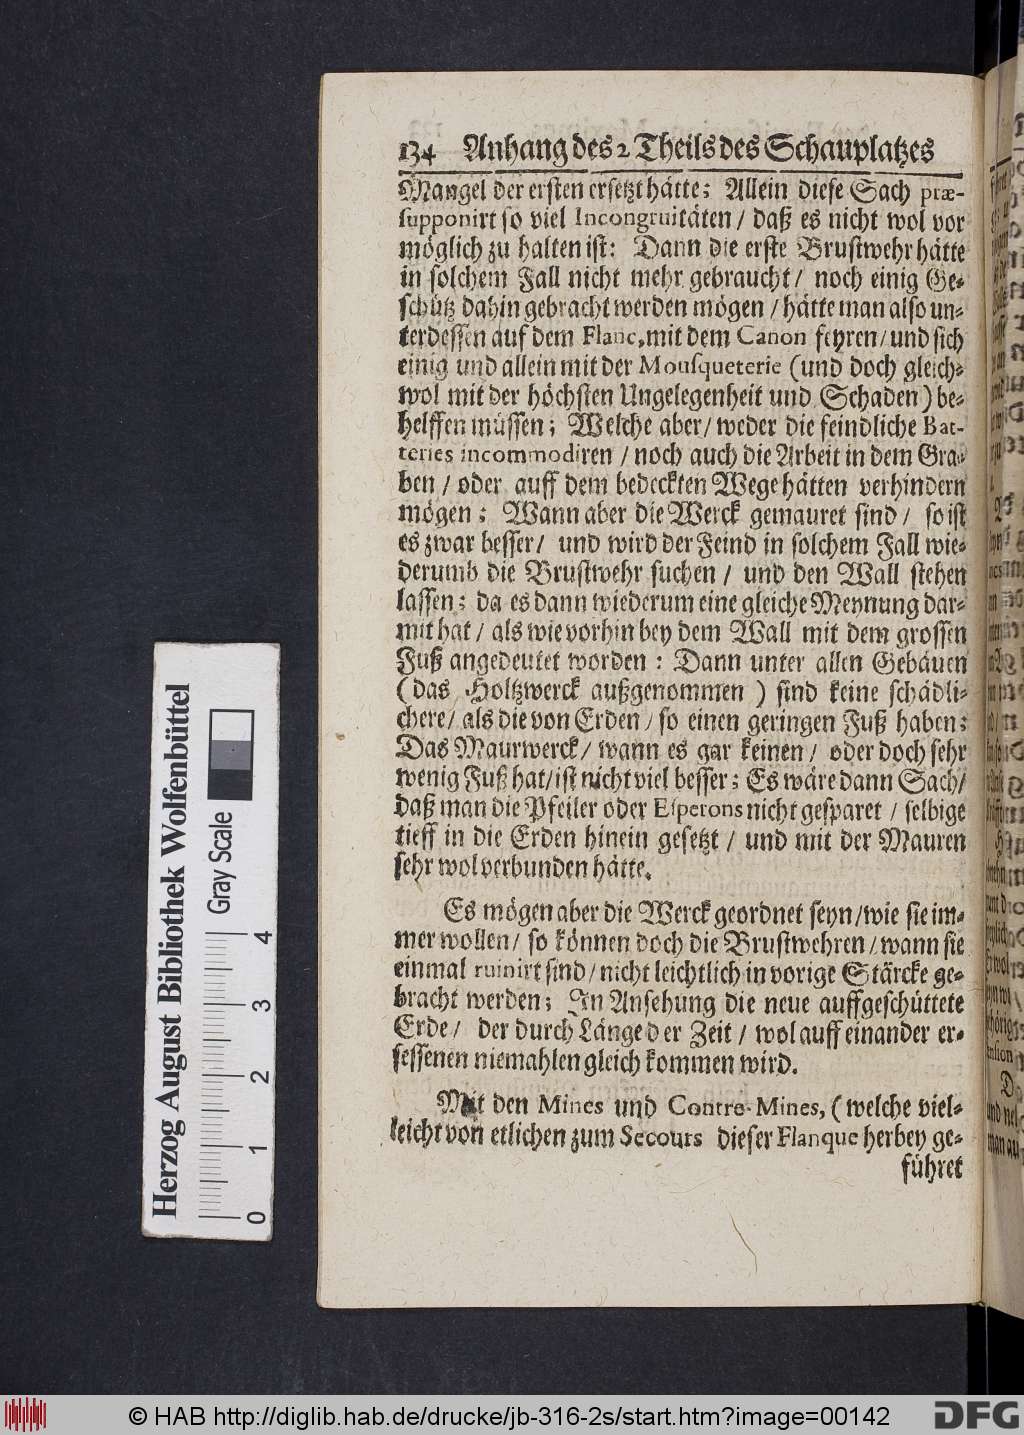 134 Anhang des 2 Theils des Schauplatzes
Mangel der ersten ersetzt hätte; Allein diese Sach præ-
supponirt so viel Incongruitäten / daß es nicht wol vor
möglich zu halten ist: Dann die erste Brustwehr hätte
in solchem Fall nicht mehr gebraucht / noch einig Ge-
schütz dahin gebracht werden mögen / hätte man also un-
terdessen auf dem Flanc, mit dem Canon feyren / und sich
einig und allein mit der Mousqueterie (und doch gleich-
wol mit der höchsten Ungelegenheit und Schaden) be-
helffen müssen; Welche aber / weder die feindliche Bat-
teries incommodiren / noch auch die Arbeit in dem Gra-
ben / oder auff dem bedeckten Wege hätten verhindern
mögen; Wann aber die Werck gemauret sind / so ist
es zwar besser / und wird der Feind in solchem Fall wie-
derumb die Brustwehr suchen / und den Wall stehen
lassen; da es dann wiederum eine gleiche Meynung dar-
mit hat / als wie vorhin bey dem Wall mit dem grossen
Fuß angedeutet worden: Dann unter allen Gebäuen
(das Holtzwerck außgenommen) sind keine schädli-
chere / als die von Erden / so einen geringen Fuß haben;
Das Maurwerck / wann es gar keinen / oder doch sehr
wenig Fuß hat / ist nicht viel besser; Es wäre dann Sach /
daß man die Pfeiler oder Esperons nicht gesparet / selbige
tieff in die Erden hinein gesetzt / und mit der Mauren
sehr wol verbunden hätte.
Es mögen aber die Werck geordnet seyn / wie sie im-
mer wollen / so können doch die Brustwehren / wann sie
einmal ruinirt sind / nicht leichtlich in vorige Stärcke ge-
bracht werden; In Ansehung die neue auffgeschüttete
Erde / der durch Länge der Zeit / wol auff einander er-
sessenen niemahlen gleich kommen wird.
Mit den Mines und Contre-Mines, (welche viel-
leicht von etlichen zum Secours dieser Flanque herbey ge-
führet
Herzog August Bibliothek Wolfenbüttel
Gray Scale
0 1 2 3 4
© HAB http://diglib.hab.de/drucke/jb-316-2s/start.htm?image=00142
DFG